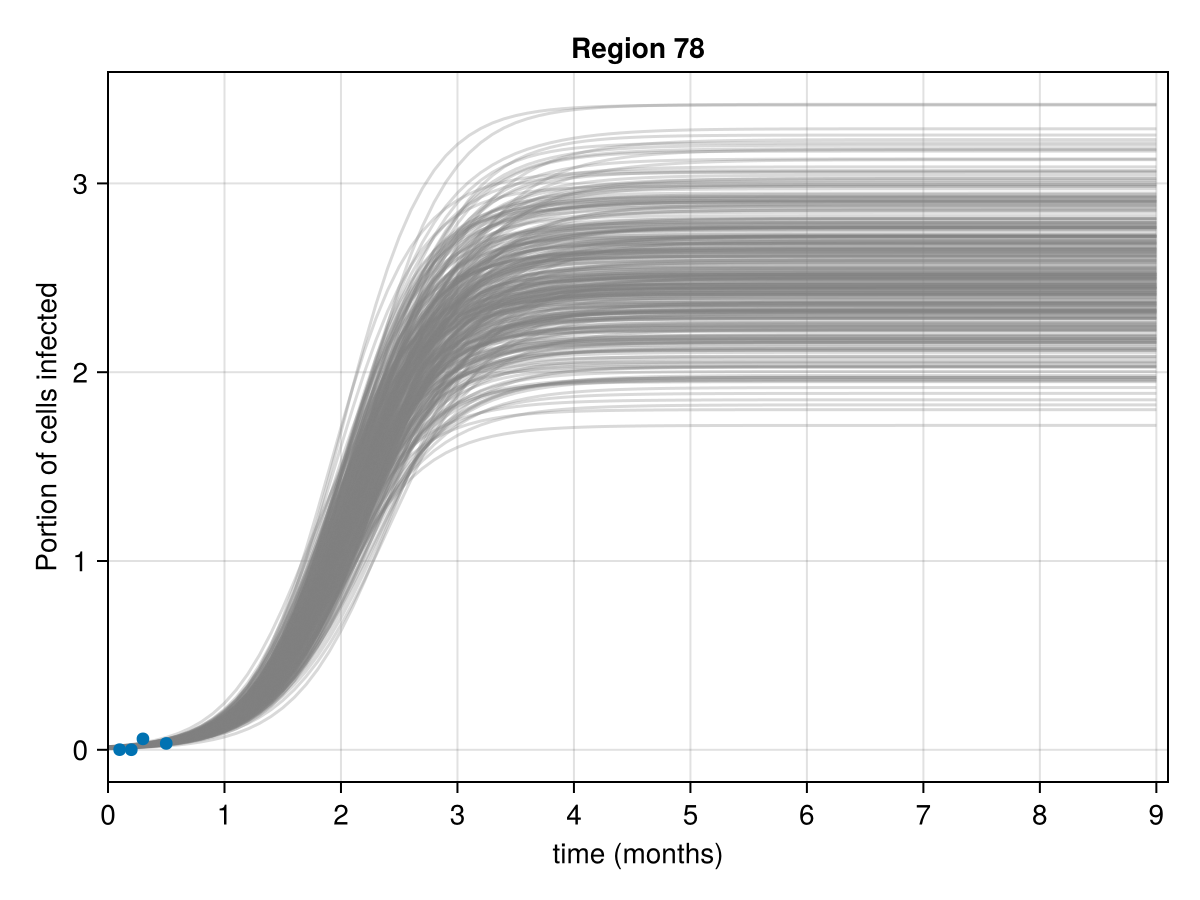 Region 78
Portion of cells infected
3
2
1
0
0 1 2 3 4 5 6 7 8 9
time (months)